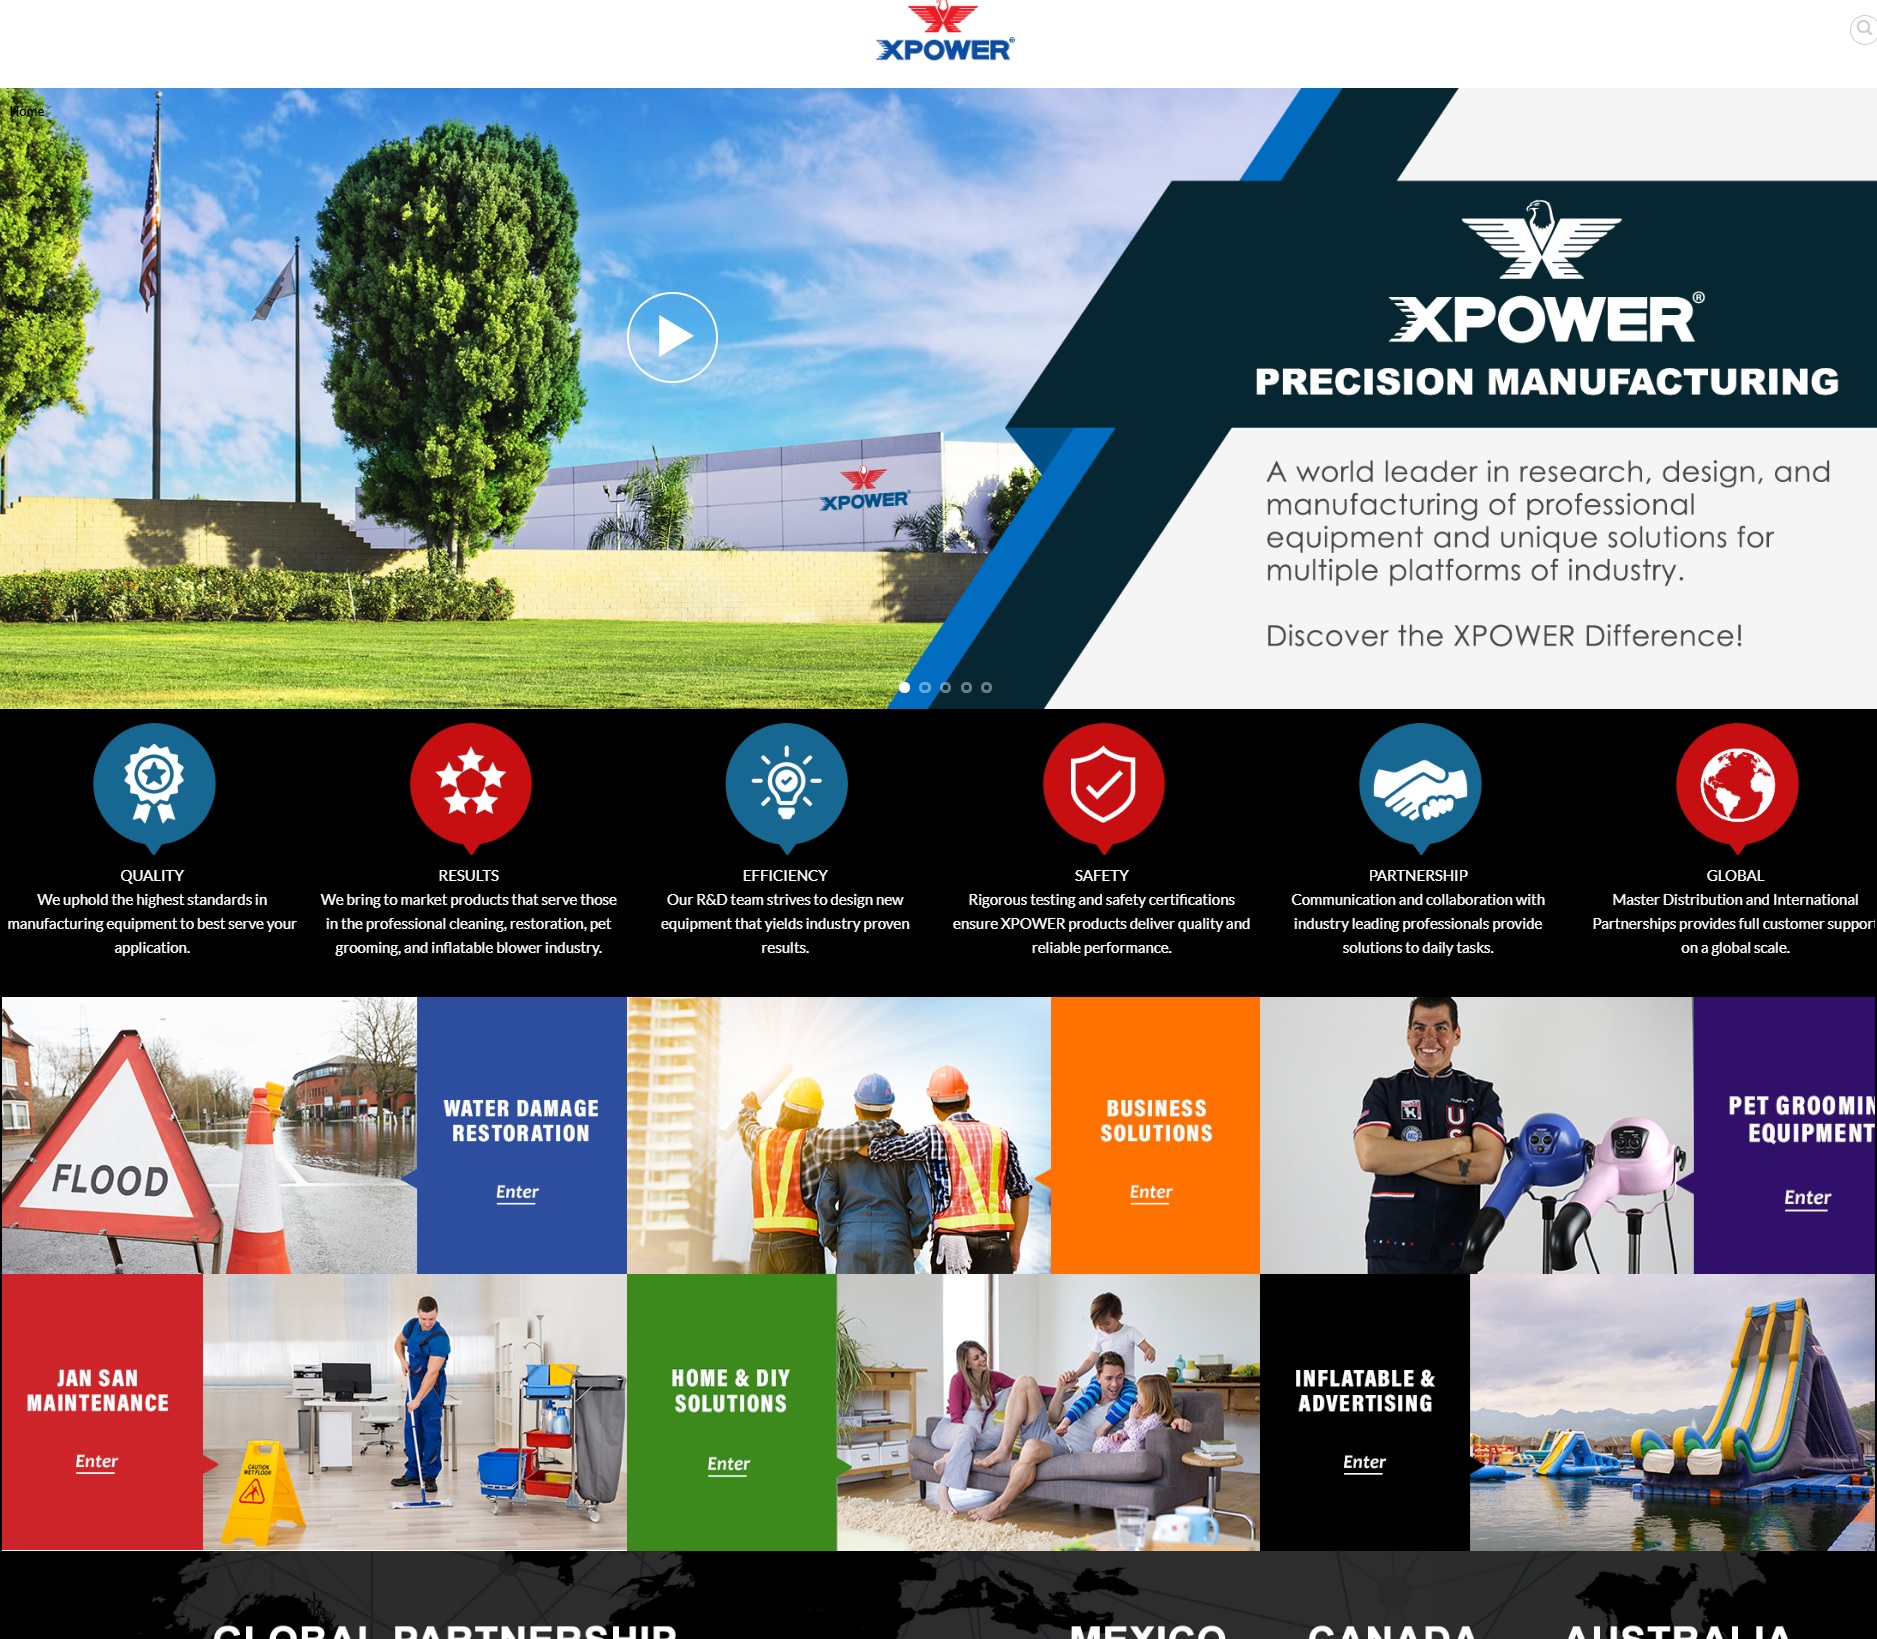 XPOWER®
Home
XPOWER®
PRECISION MANUFACTURING
A world leader in research, design, and
manufacturing of professional
equipment and unique solutions for
multiple platforms of industry.
Discover the XPOWER Difference!
XPOWER
QUALITY
We uphold the highest standards in
manufacturing equipment to best serve your
application.
RESULTS
We bring to market products that serve those
in the professional cleaning, restoration, pet
grooming, and inflatable blower industry.
EFFICIENCY
Our R&D team strives to design new
equipment that yields industry proven
results.
SAFETY
Rigorous testing and safety certifications
ensure XPOWER products deliver quality and
reliable performance.
PARTNERSHIP
Communication and collaboration with
industry leading professionals provide
solutions to daily tasks.
GLOBAL
Master Distribution and International
Partnerships provides full customer support
on a global scale.
FLOOD
WATER DAMAGE
RESTORATION
Enter
BUSINESS
SOLUTIONS
Enter
US
PET GROOMIN
EQUIPMENT
Enter
JAN SAN
MAINTENANCE
Enter
CAUTION
WET FLOOR
HOME & DIY
SOLUTIONS
Enter
INFLATABLE &
ADVERTISING
Enter
GLOBAL PARTNERSHIP
MEXICO
CANADA
AUSTRALIA